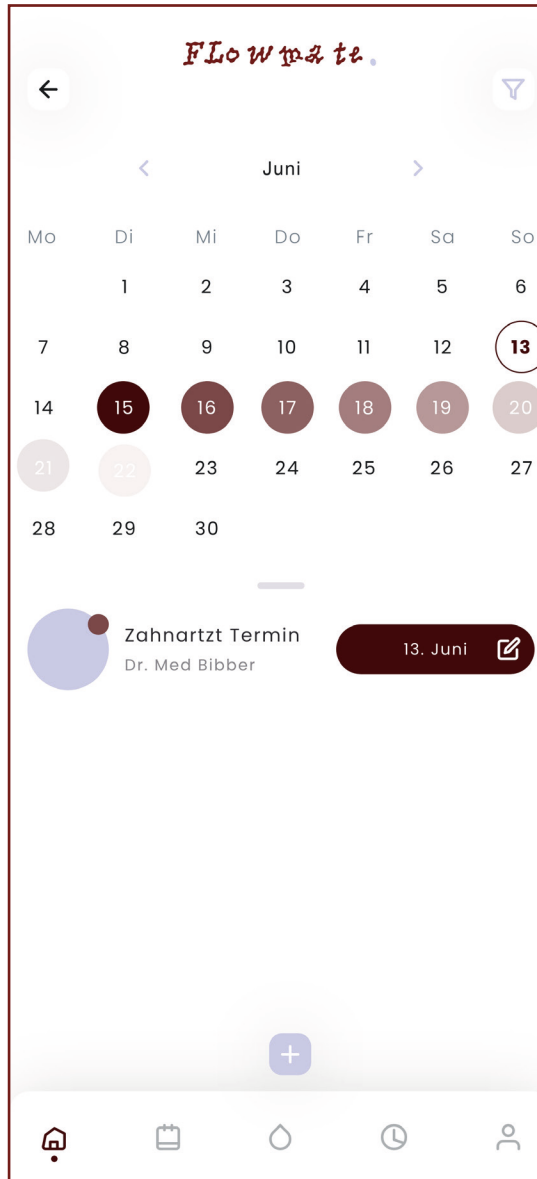 FLowmate.
Juni
Mo Di Mi Do Fr Sa So
1 2 3 4 5 6
7 8 9 10 11 12 13
14 15 16 17 18 19 20
21 22 23 24 25 26 27
28 29 30
Zahnartzt Termin
Dr. Med Bibber
13. Juni